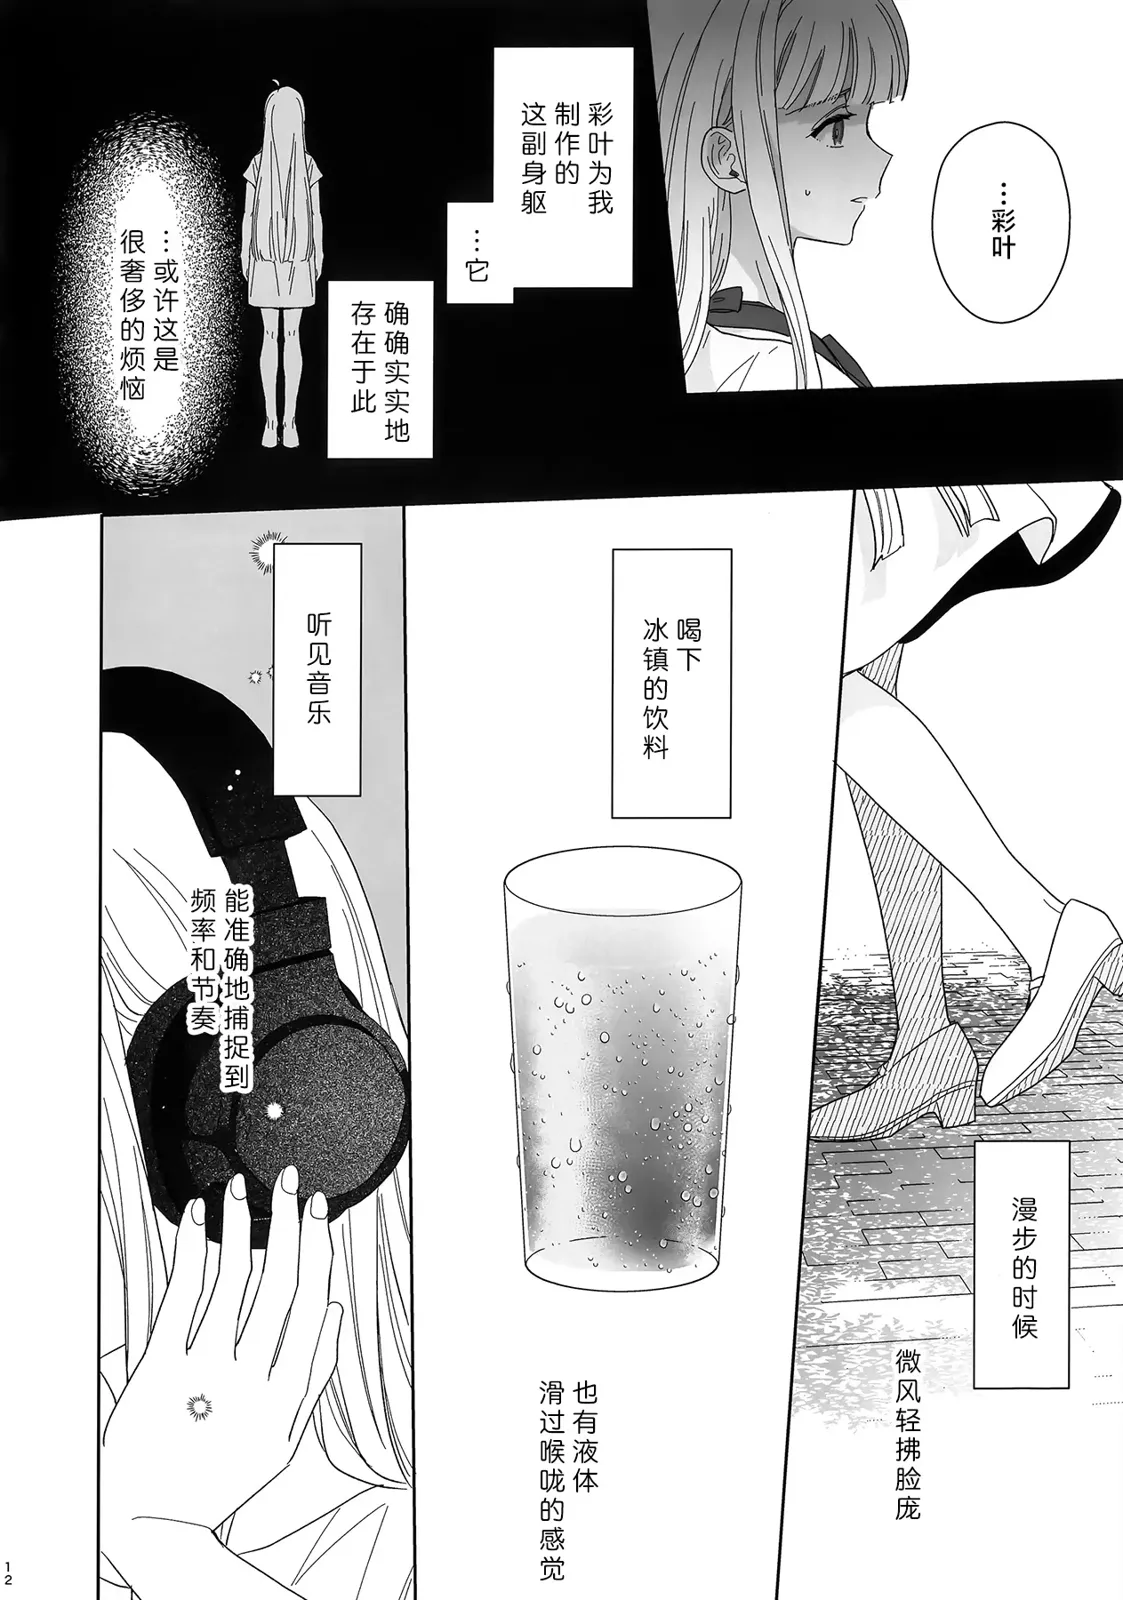 …彩叶
彩叶为我
制作的
这副身躯
…它
确确实实地
存在于此
…或许这是
很奢侈的烦恼
漫步的时候
微风轻拂脸庞
喝下
冰镇的饮料
也有液体
滑过喉咙的感觉
听见音乐
能准确地捕捉到
频率和节奏
12